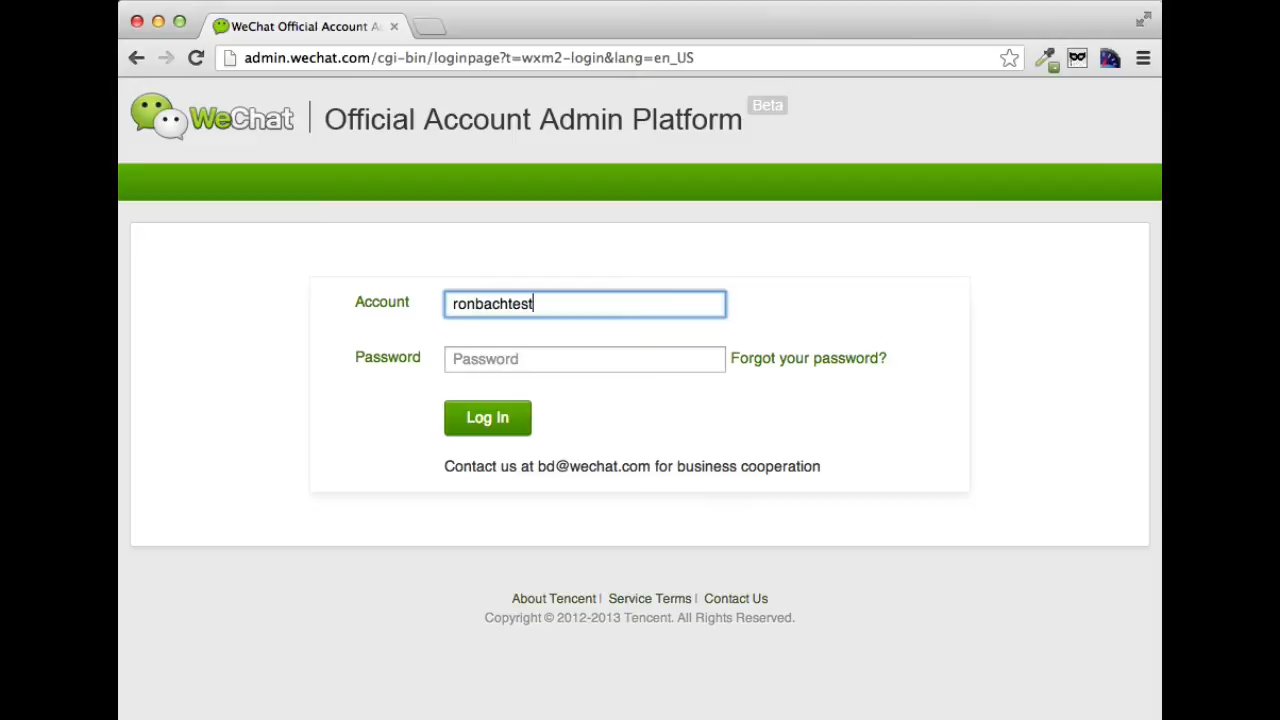 WeChat Official Account A
admin.wechat.com/cgi-bin/loginpage?t=wxm2-login&lang=en_US
WeChat | Official Account Admin Platform Beta
Account ronbachtest
Password Password Forgot your password?
Log In
Contact us at bd@wechat.com for business cooperation
About Tencent | Service Terms | Contact Us
Copyright © 2012-2013 Tencent. All Rights Reserved.